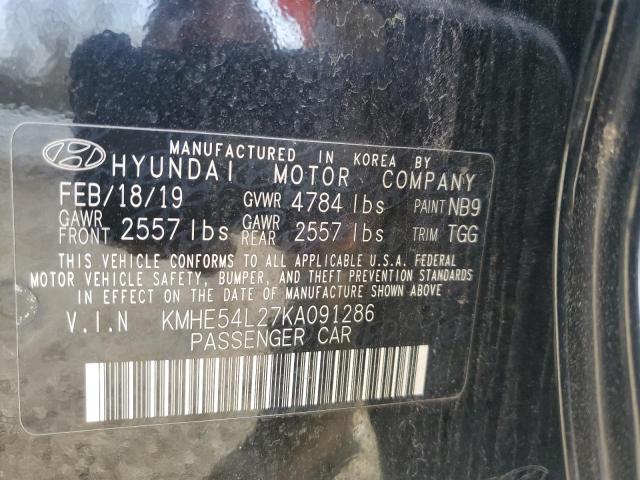 MANUFACTURED IN KOREA BY
HYUNDAI MOTOR COMPANY
FEB/18/19 GVWR 4784 lbs PAINT NB9
GAWR FRONT 2557 lbs GAWR REAR 2557 lbs TRIM TGG
THIS VEHICLE CONFORMS TO ALL APPLICABLE U.S.A. FEDERAL
MOTOR VEHICLE SAFETY, BUMPER, AND THEFT PREVENTION STANDARDS
IN EFFECT ON THE DATE OF MANUFACTURE SHOWN ABOVE
V.I.N KMHE54L27KA091286
PASSENGER CAR